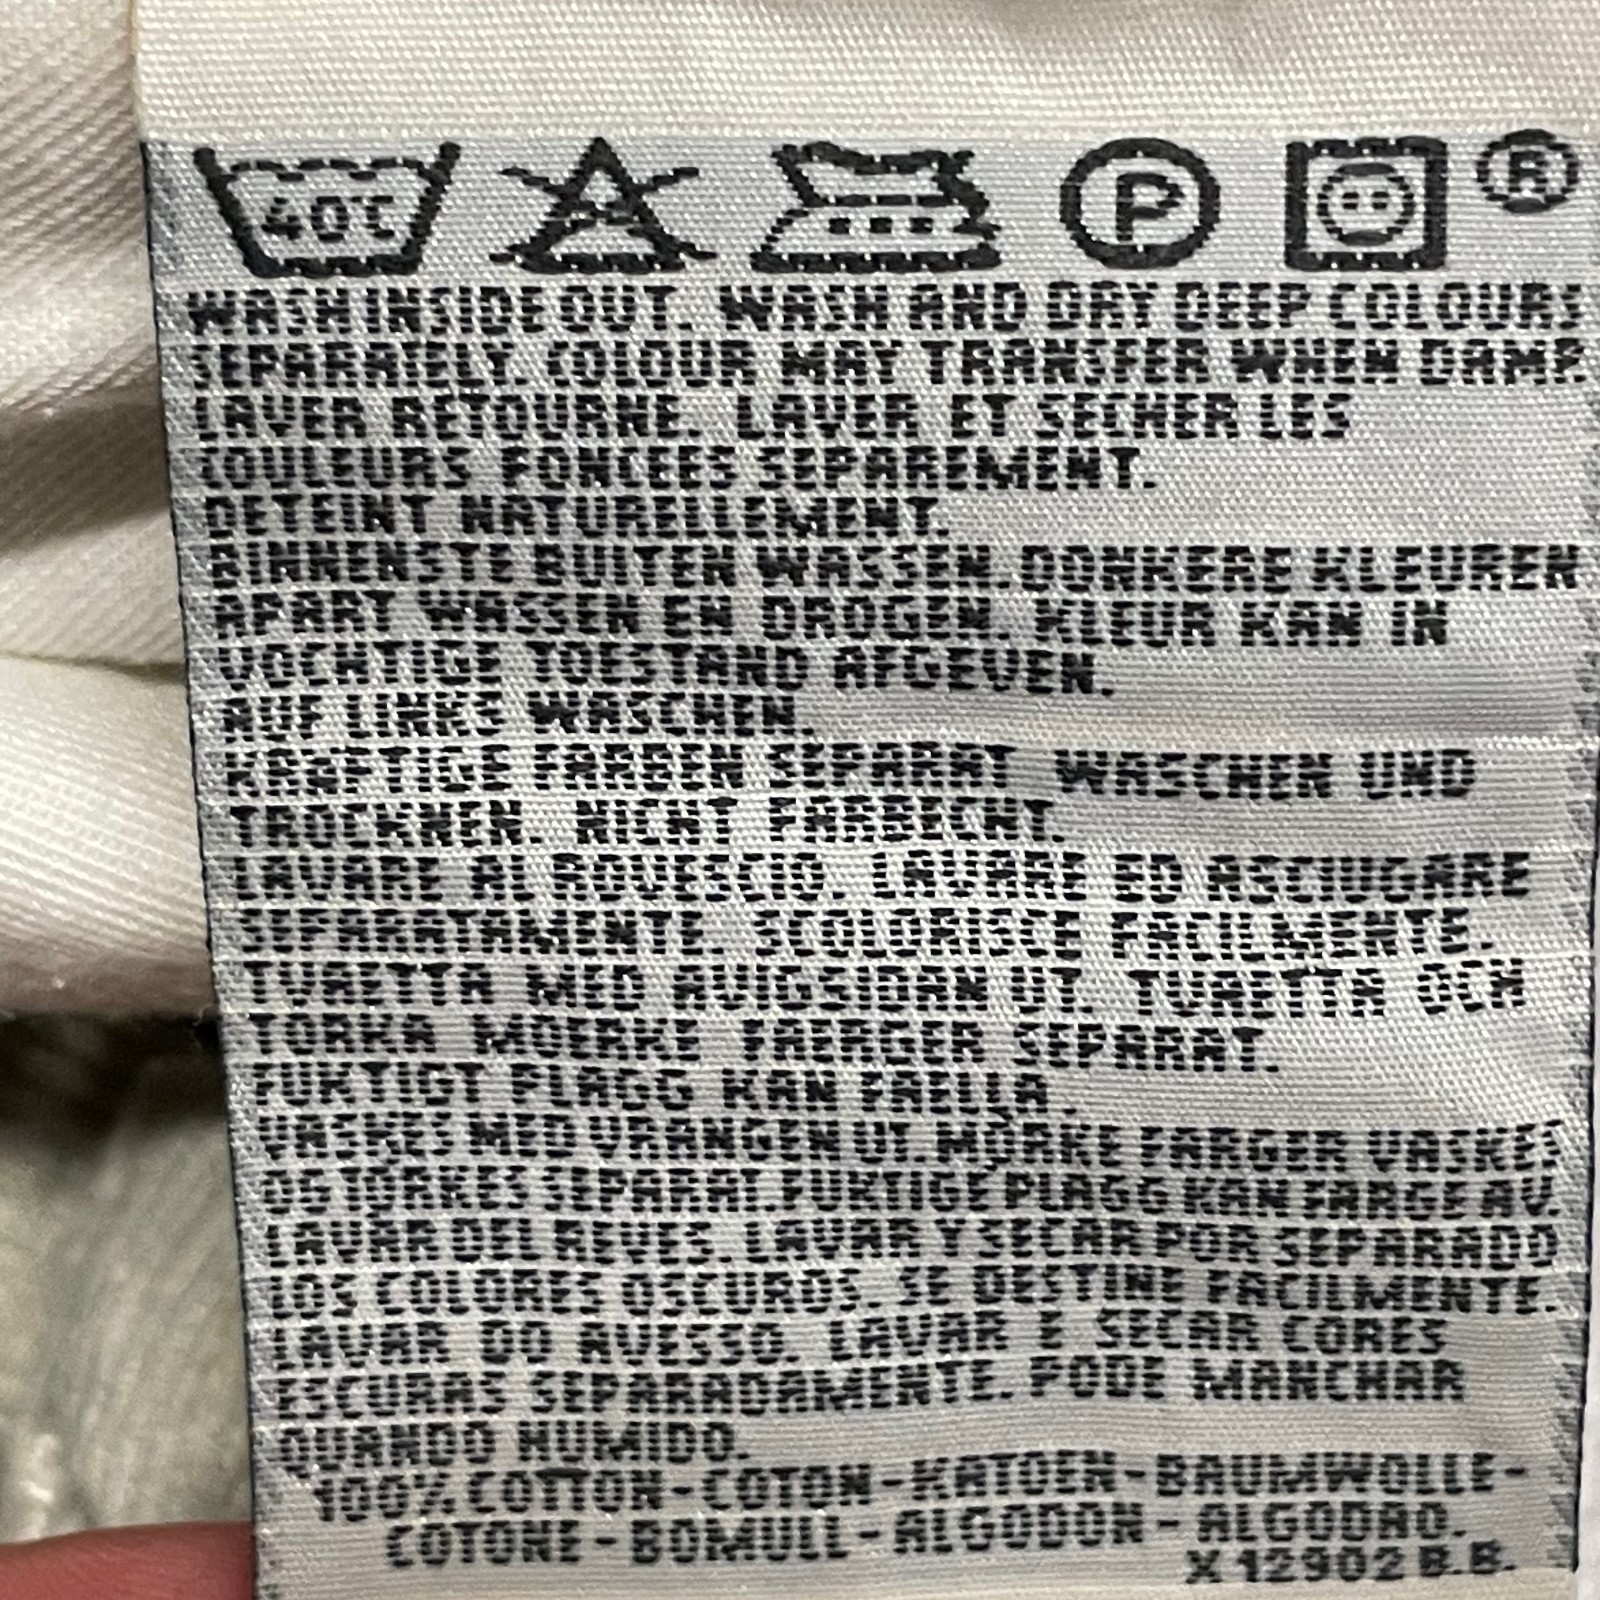 40°C P ®
WASH INSIDE OUT. WASH AND DRY DEEP COLOURS
SEPARATELY. COLOUR MAY TRANSFER WHEN DAMP.
LAVER RETOURNE. LAVER ET SECHER LES
COULEURS FONCEES SEPAREMENT.
DETEINT NATURELLEMENT.
BINNENSTE BUITEN WASSEN. DONKERE KLEUREN
APART WASSEN EN DROGEN. KLEUR KAN IN
VOCHTIGE TOESTAND AFGEVEN.
AUF LINKS WASCHEN.
KRAFTIGE FARBEN SEPARAT WASCHEN UND
TROCKNEN. NICHT FARBECHT.
LAVARE AL ROVESCIO. LAVARE ED ASCIUGARE
SEPARATAMENTE. SCOLORISCE FACILMENTE.
TVAETTA MED AVIGSIDAN UT. TVAETTA OCH
TORKA MOERKE FAERGER SEPARAT.
FUKTIGT PLAGG KAN FAELLA.
VASKES MED VRANGEN UT. MÖRKE FARGER VASKES
OG TÖRKES SEPARAT FUKTIGE PLAGG KAN FARGE AV.
LAVAR DEL REVES. LAVAR Y SECAR POR SEPARADO
LOS COLORES OSCUROS. SE DESTINE FACILMENTE.
LAVAR DO AVESSO. LAVAR E SECAR CORES
ESCURAS SEPARADAMENTE. PODE MANCHAR
QUANDO HUMIDO.
100% COTTON-COTON-KATOEN-BAUMWOLLE-
COTONE-BOMULL-ALGODON-ALGODAO.
X12902 B.B.